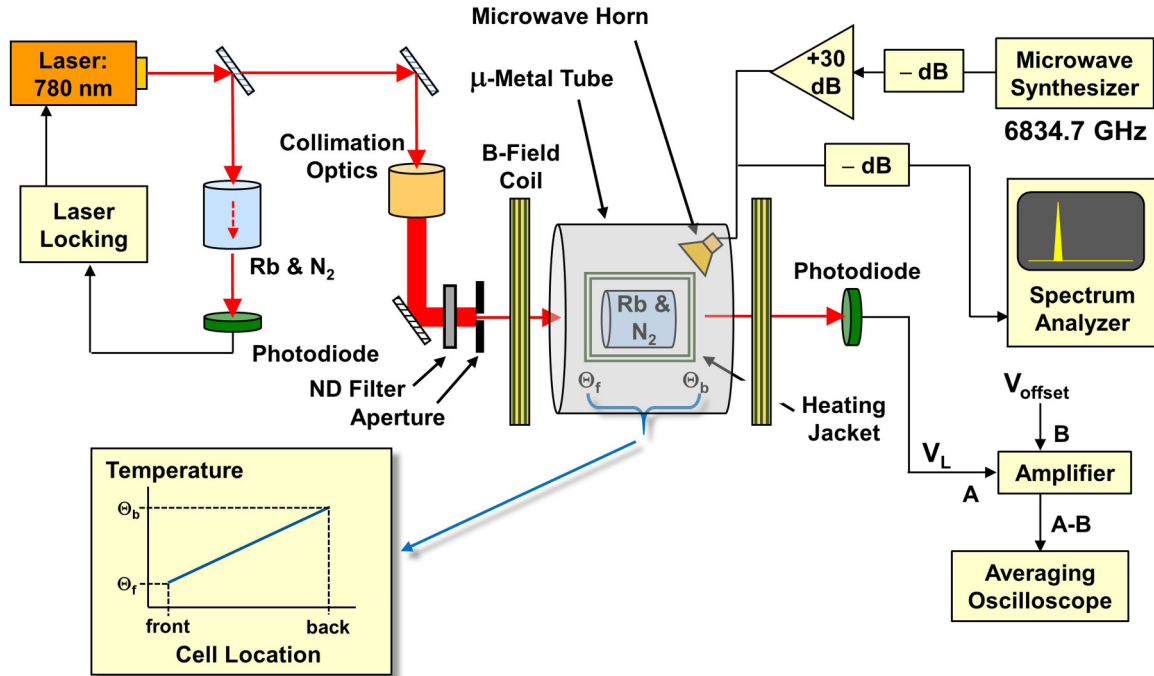 Microwave Horn
Laser:
780 nm
μ-Metal Tube
+30
dB
– dB
Microwave
Synthesizer
6834.7 GHz
Collimation
Optics
B-Field
Coil
– dB
Laser
Locking
Rb & N₂
Photodiode
Rb &
N₂
Photodiode
Spectrum
Analyzer
ND Filter
Aperture
Θf
Θb
Heating
Jacket
Voffset
B
VL
A
Amplifier
A-B
Averaging
Oscilloscope
Temperature
Θb
Θf
front
back
Cell Location